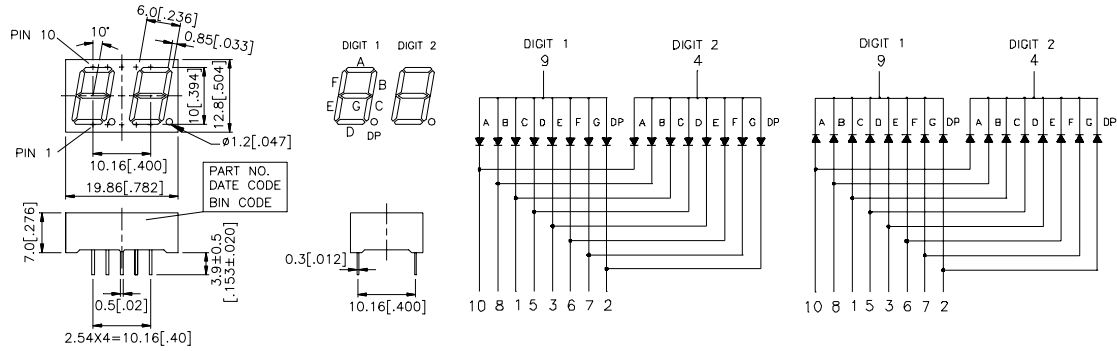 PIN 10
10°
6.0[.236]
0.85[.033]
10[.394]
12.8[.504]
PIN 1
ø1.2[.047]
10.16[.400]
19.86[.782]
PART NO.
DATE CODE
BIN CODE
7.0[.276]
3.9±0.5
[.153±.020]
0.5[.02]
2.54X4=10.16[.40]
DIGIT 1 DIGIT 2
A
F B
G
E C
D DP
0.3[.012]
10.16[.400]
DIGIT 1 DIGIT 2
9 4
A B C D E F G DP A B C D E F G DP
10 8 1 5 3 6 7 2
DIGIT 1 DIGIT 2
9 4
A B C D E F G DP A B C D E F G DP
10 8 1 5 3 6 7 2